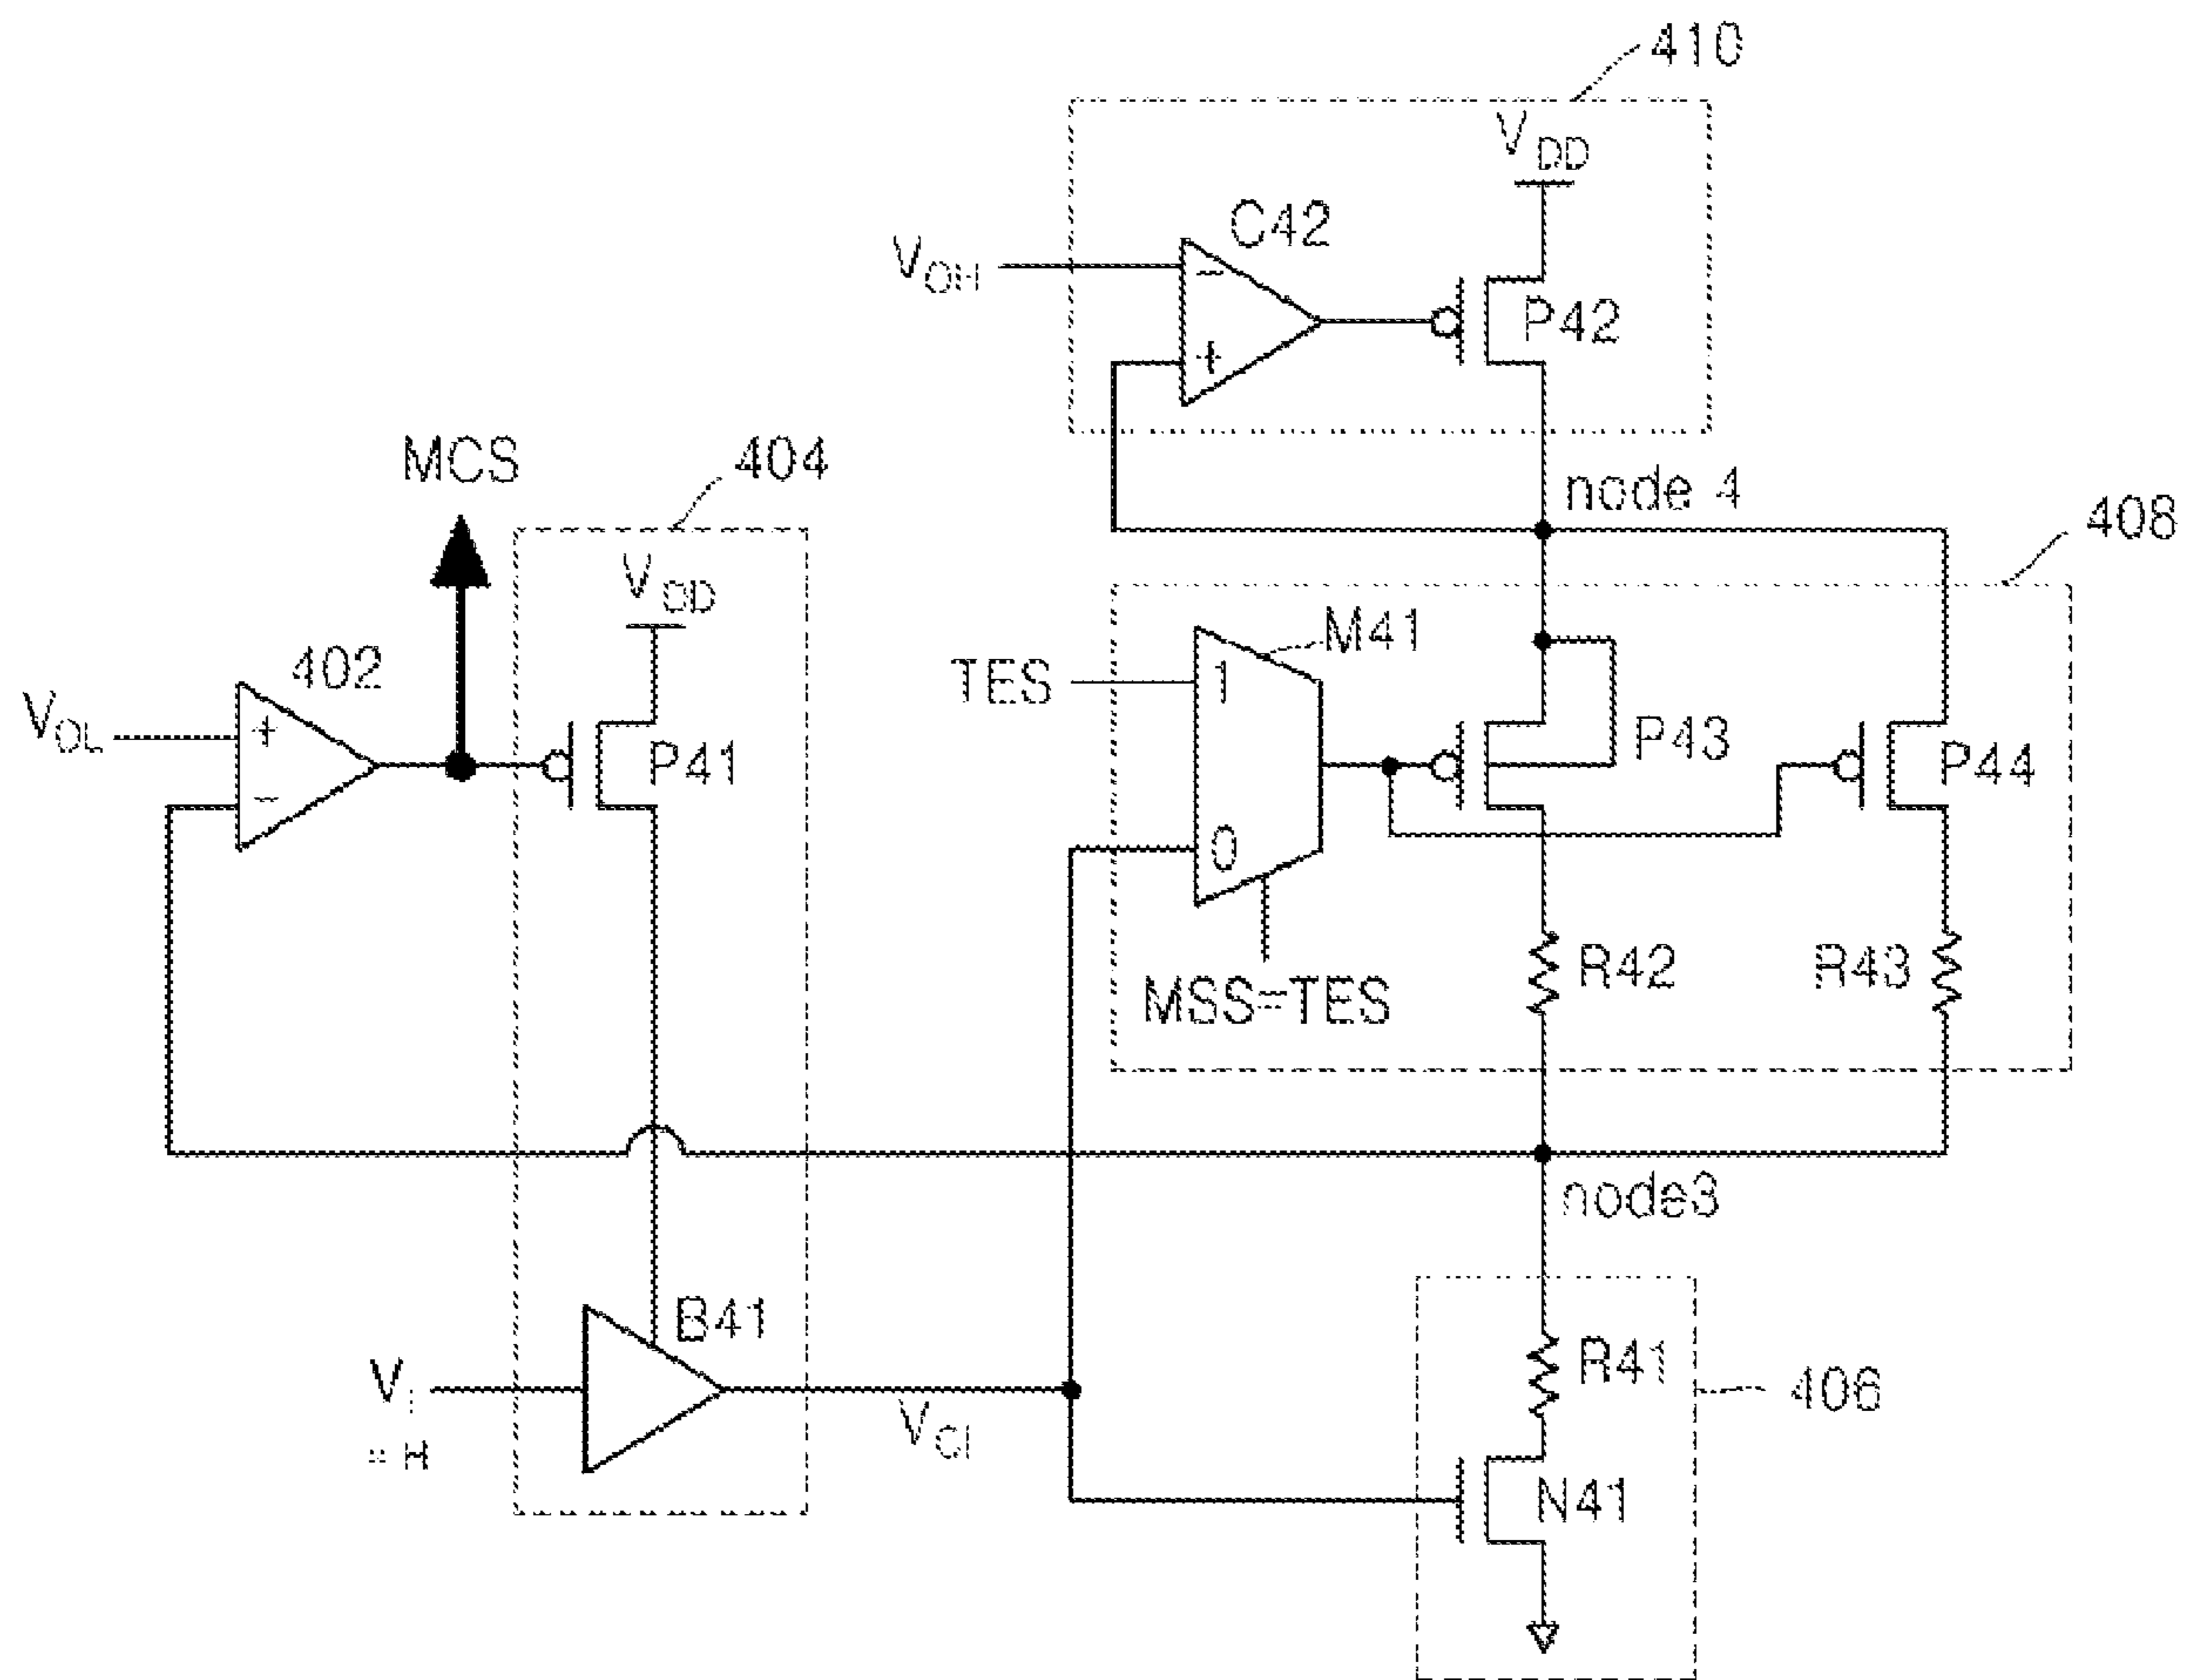 410
V_DD
C42
V_OH
−
+
P42
MCS
404
node 4
408
V_DD
402
V_OL
+
−
P41
TES
1
M41
P43
P44
0
MSS=TES
R42
R43
node3
B41
V_I
= H
V_CI
R41
406
N41